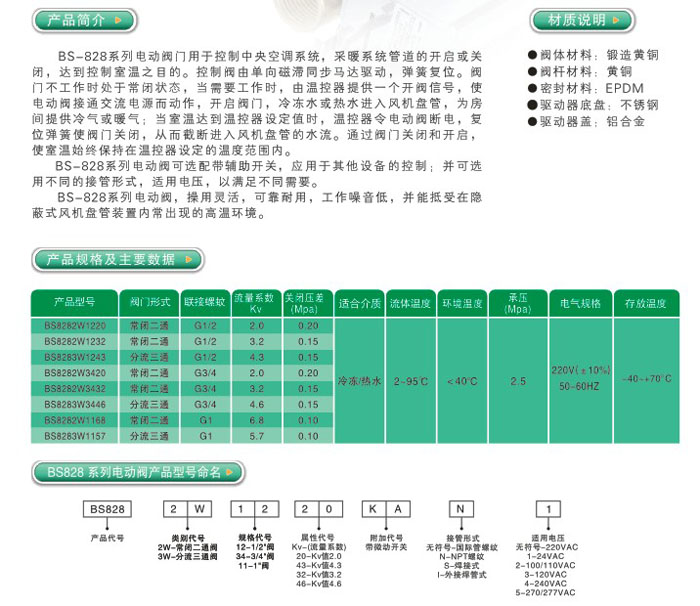 产品简介
BS-828系列电动阀门用于控制中央空调系统，采暖系统管道的开启或关
闭，达到控制室温之目的。控制阀由单向磁滞同步马达驱动，弹簧复位。阀
门不工作时处于常闭状态，当需要工作时，由温控器提供一个开阀信号，使
电动阀接通交流电源而动作，开启阀门，冷冻水或热水进入风机盘管，为房
间提供冷气或暖气；当室温达到温控器设定值时，温控器令电动阀断电，复
位弹簧使阀门关闭，从而截断进入风机盘管的水流。通过阀门关闭和开启，
使室温始终保持在温控器设定的温度范围内。
BS-828系列电动阀可选配带辅助开关，应用于其他设备的控制；并可选
用不同的接管形式，适用电压，以满足不同需要。
BS-828系列电动阀，操用灵活，可靠耐用，工作噪音低，并能抵受在隐
蔽式风机盘管装置内常出现的高温环境。
材质说明
●阀体材料：锻造黄铜
●阀杆材料：黄铜
●密封材料：EPDM
●驱动器底盘：不锈钢
●驱动器盖：铝合金
产品规格及主要数据
产品型号 阀门形式 联接螺纹 流量系数Kv 关闭压差(Mpa) 适合介质 流体温度 环境温度 承压(Mpa) 电气规格 存放温度
BS8282W1220 常闭二通 G1/2 2.0 0.20
BS8282W1232 常闭二通 G1/2 3.2 0.15
BS8283W1243 分流三通 G1/2 4.3 0.15
BS8282W3420 常闭二通 G3/4 2.0 0.20
BS8282W3432 常闭二通 G3/4 3.2 0.15
BS8283W3446 分流三通 G3/4 4.6 0.15
BS8282W1168 常闭二通 G1 6.8 0.10
BS8283W1157 分流三通 G1 5.7 0.10
冷冻/热水 2-95℃ <40℃ 2.5 220V(±10%) 50-60HZ -40-+70℃
BS828 系列电动阀产品型号命名
BS828 2 W 1 2 2 0 K A N 1
产品代号
类别代号
2W-常闭二通阀
3W-分流三通阀
规格代号
12-1/2"阀
34-3/4"阀
11-1"阀
属性代号
Kv-(流量系数)
20-Kv值2.0
43-Kv值4.3
32-Kv值3.2
46-Kv值4.6
附加代号
带微动开关
接管形式
无符号-国际管螺纹
N-NPT螺纹
S-焊接式
I-外接焊管式
适用电压
无符号-220VAC
1-24VAC
2-100/110VAC
3-120VAC
4-240VAC
5-270/277VAC